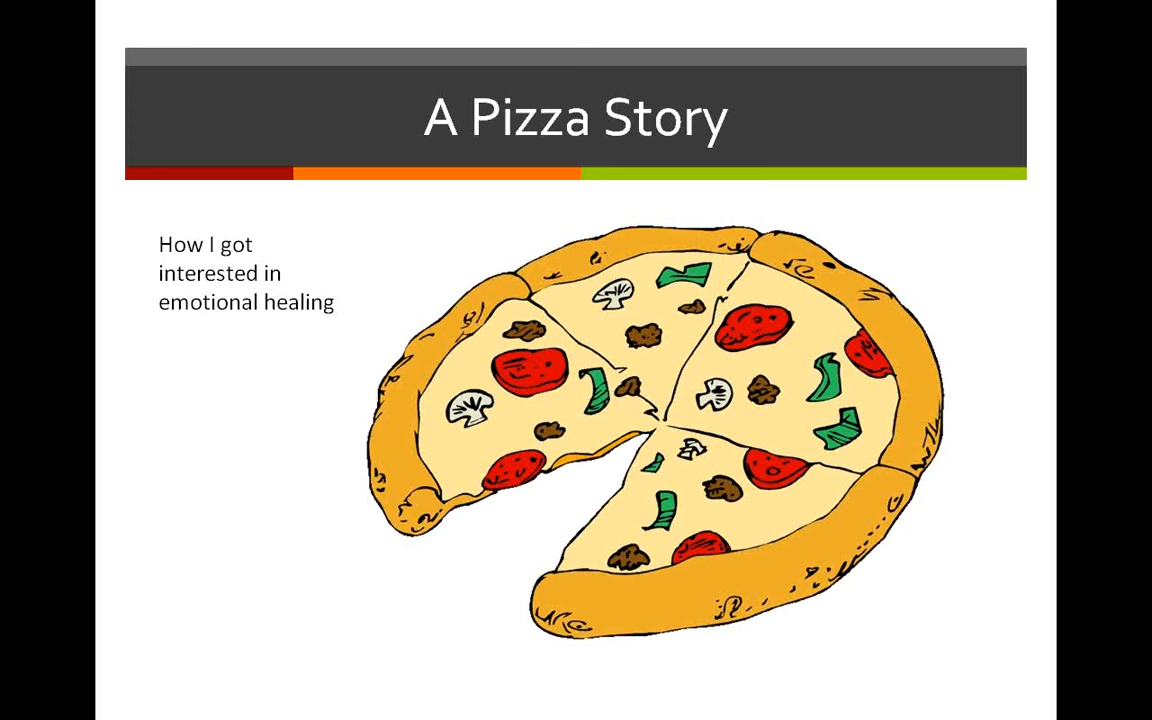 A Pizza Story
How I got
interested in
emotional healing